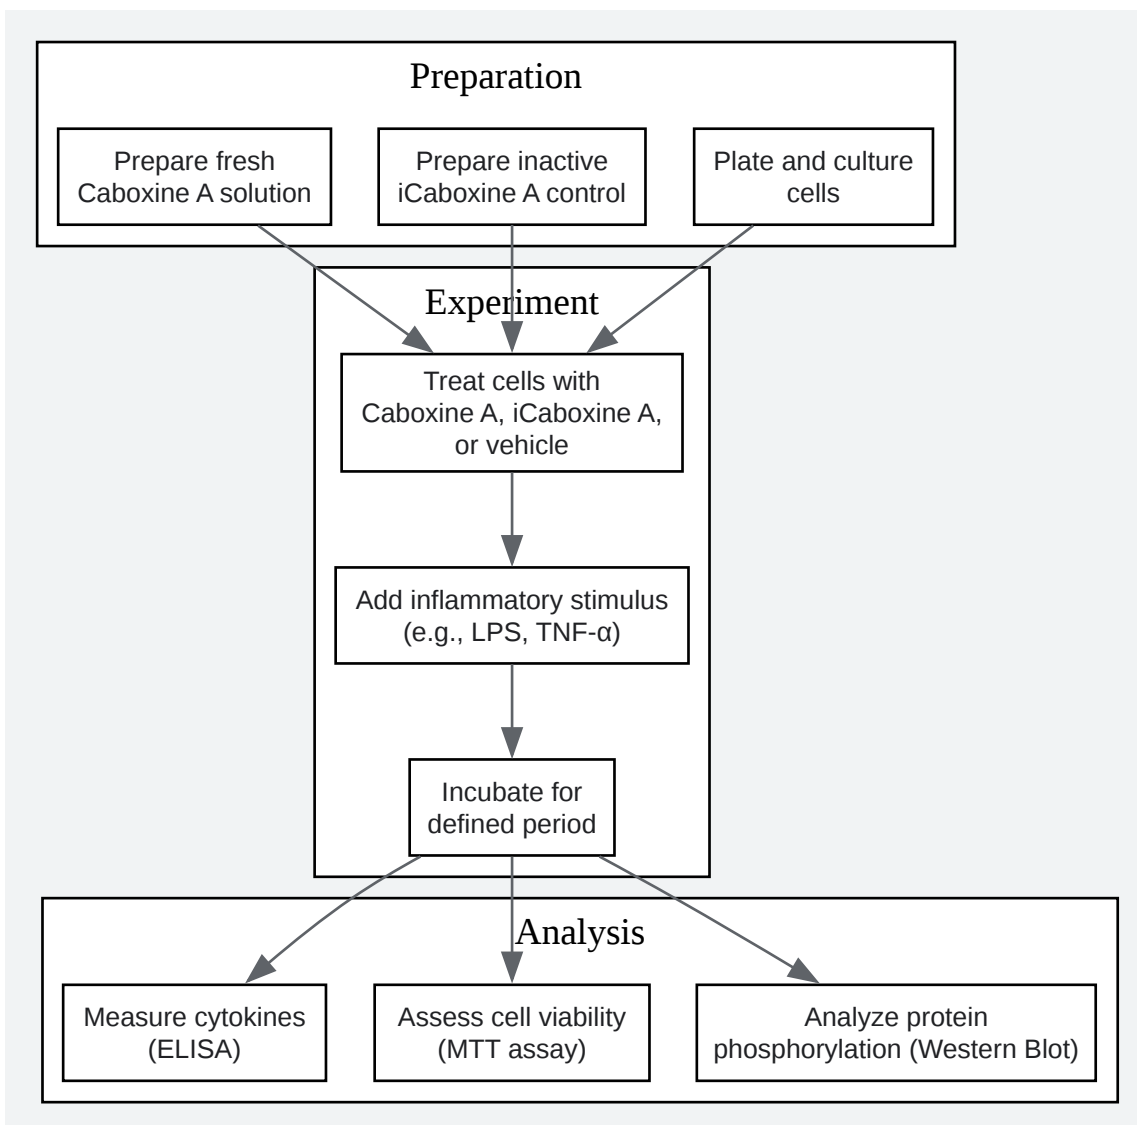 Preparation
Prepare fresh
Caboxine A solution
Prepare inactive
iCaboxine A control
Plate and culture
cells
Experiment
Treat cells with
Caboxine A, iCaboxine A,
or vehicle
Add inflammatory stimulus
(e.g., LPS, TNF-α)
Incubate for
defined period
Analysis
Measure cytokines
(ELISA)
Assess cell viability
(MTT assay)
Analyze protein
phosphorylation (Western Blot)